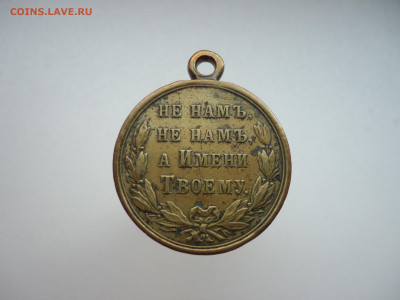 COINS.LAVE.RU
НЕ НАМЪ,
НЕ НАМЪ,
А ИМЕНИ
ТВОЕМУ.